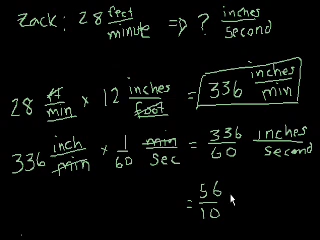 Zack: 28 feet/minute => ? inches/second
28 ft/min × 12 inches/foot = 336 inches/min
336 inch/min × 1/60 min/sec = 336/60 inches/second
= 56/10